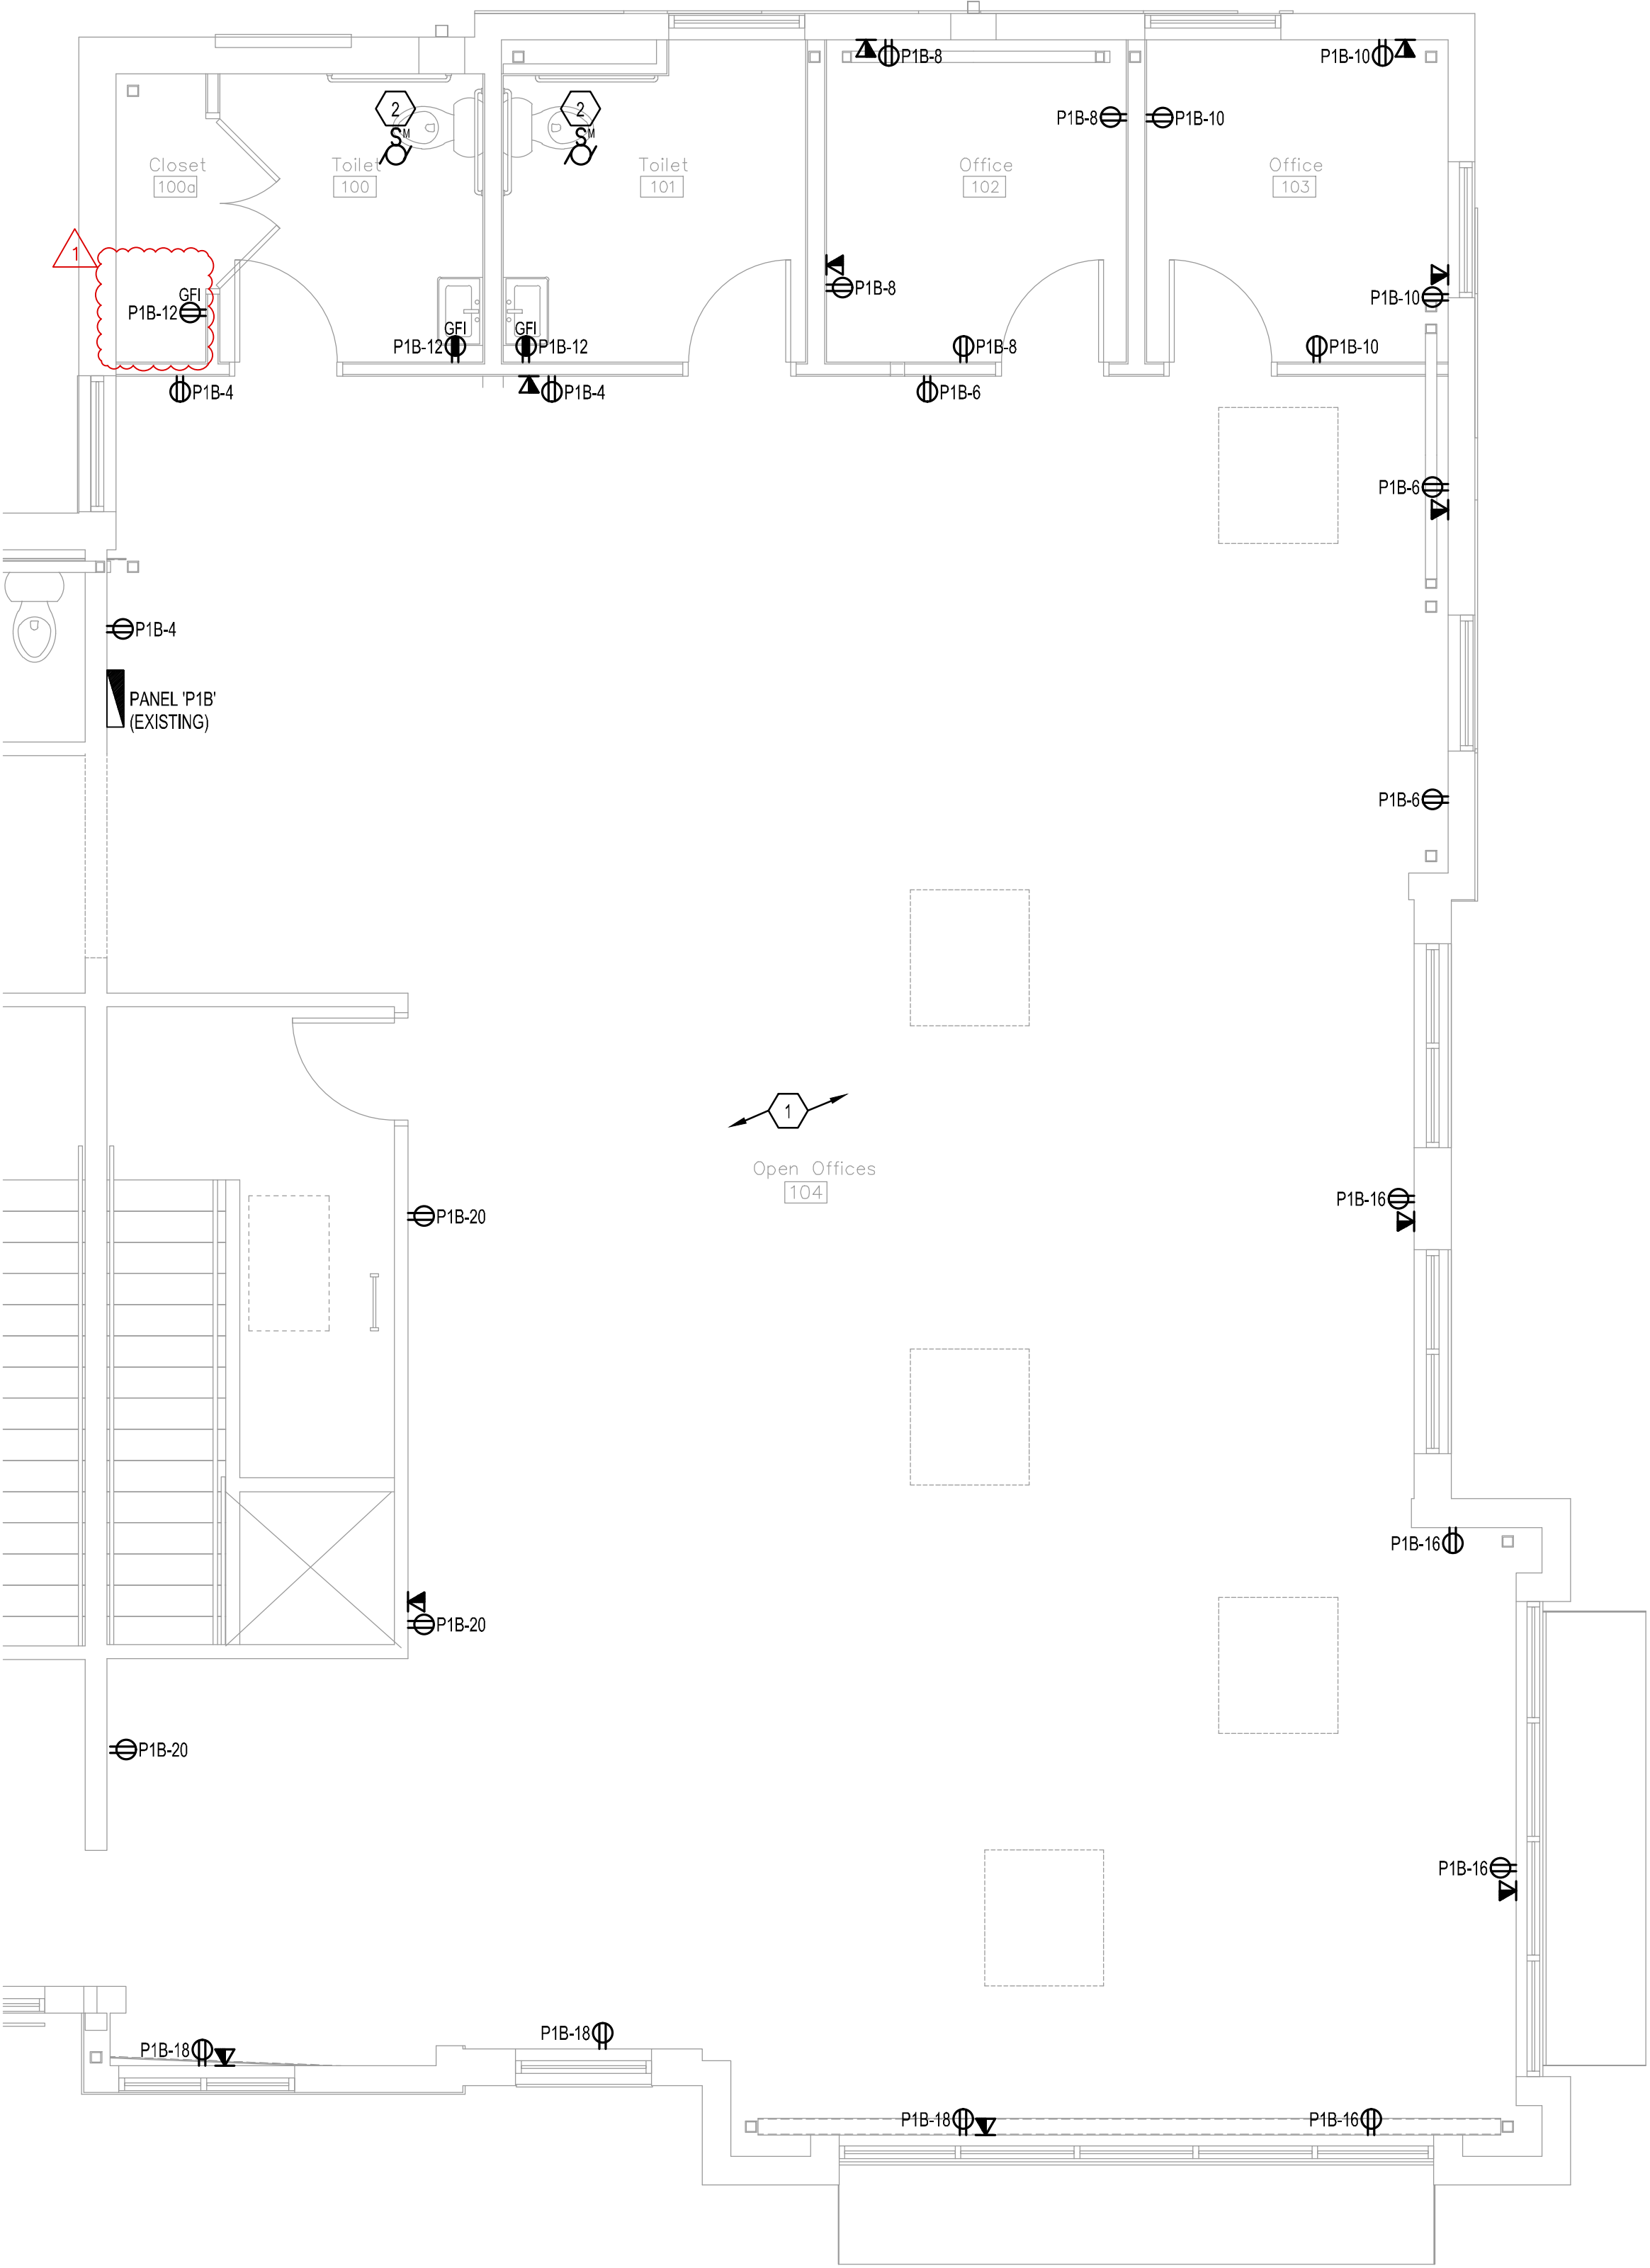 P1B-8
P1B-10
2
2
SM
SM
P1B-8
P1B-10
Closet
100a
Toilet
100
Toilet
101
Office
102
Office
103
1
GFI
P1B-12
P1B-8
P1B-10
GFI
P1B-12
GFI
P1B-12
P1B-8
P1B-10
P1B-4
P1B-4
P1B-6
P1B-6
P1B-4
PANEL 'P1B'
(EXISTING)
P1B-6
1
Open Offices
104
P1B-16
P1B-20
P1B-16
P1B-20
P1B-20
P1B-16
P1B-18
P1B-18
P1B-18
P1B-16